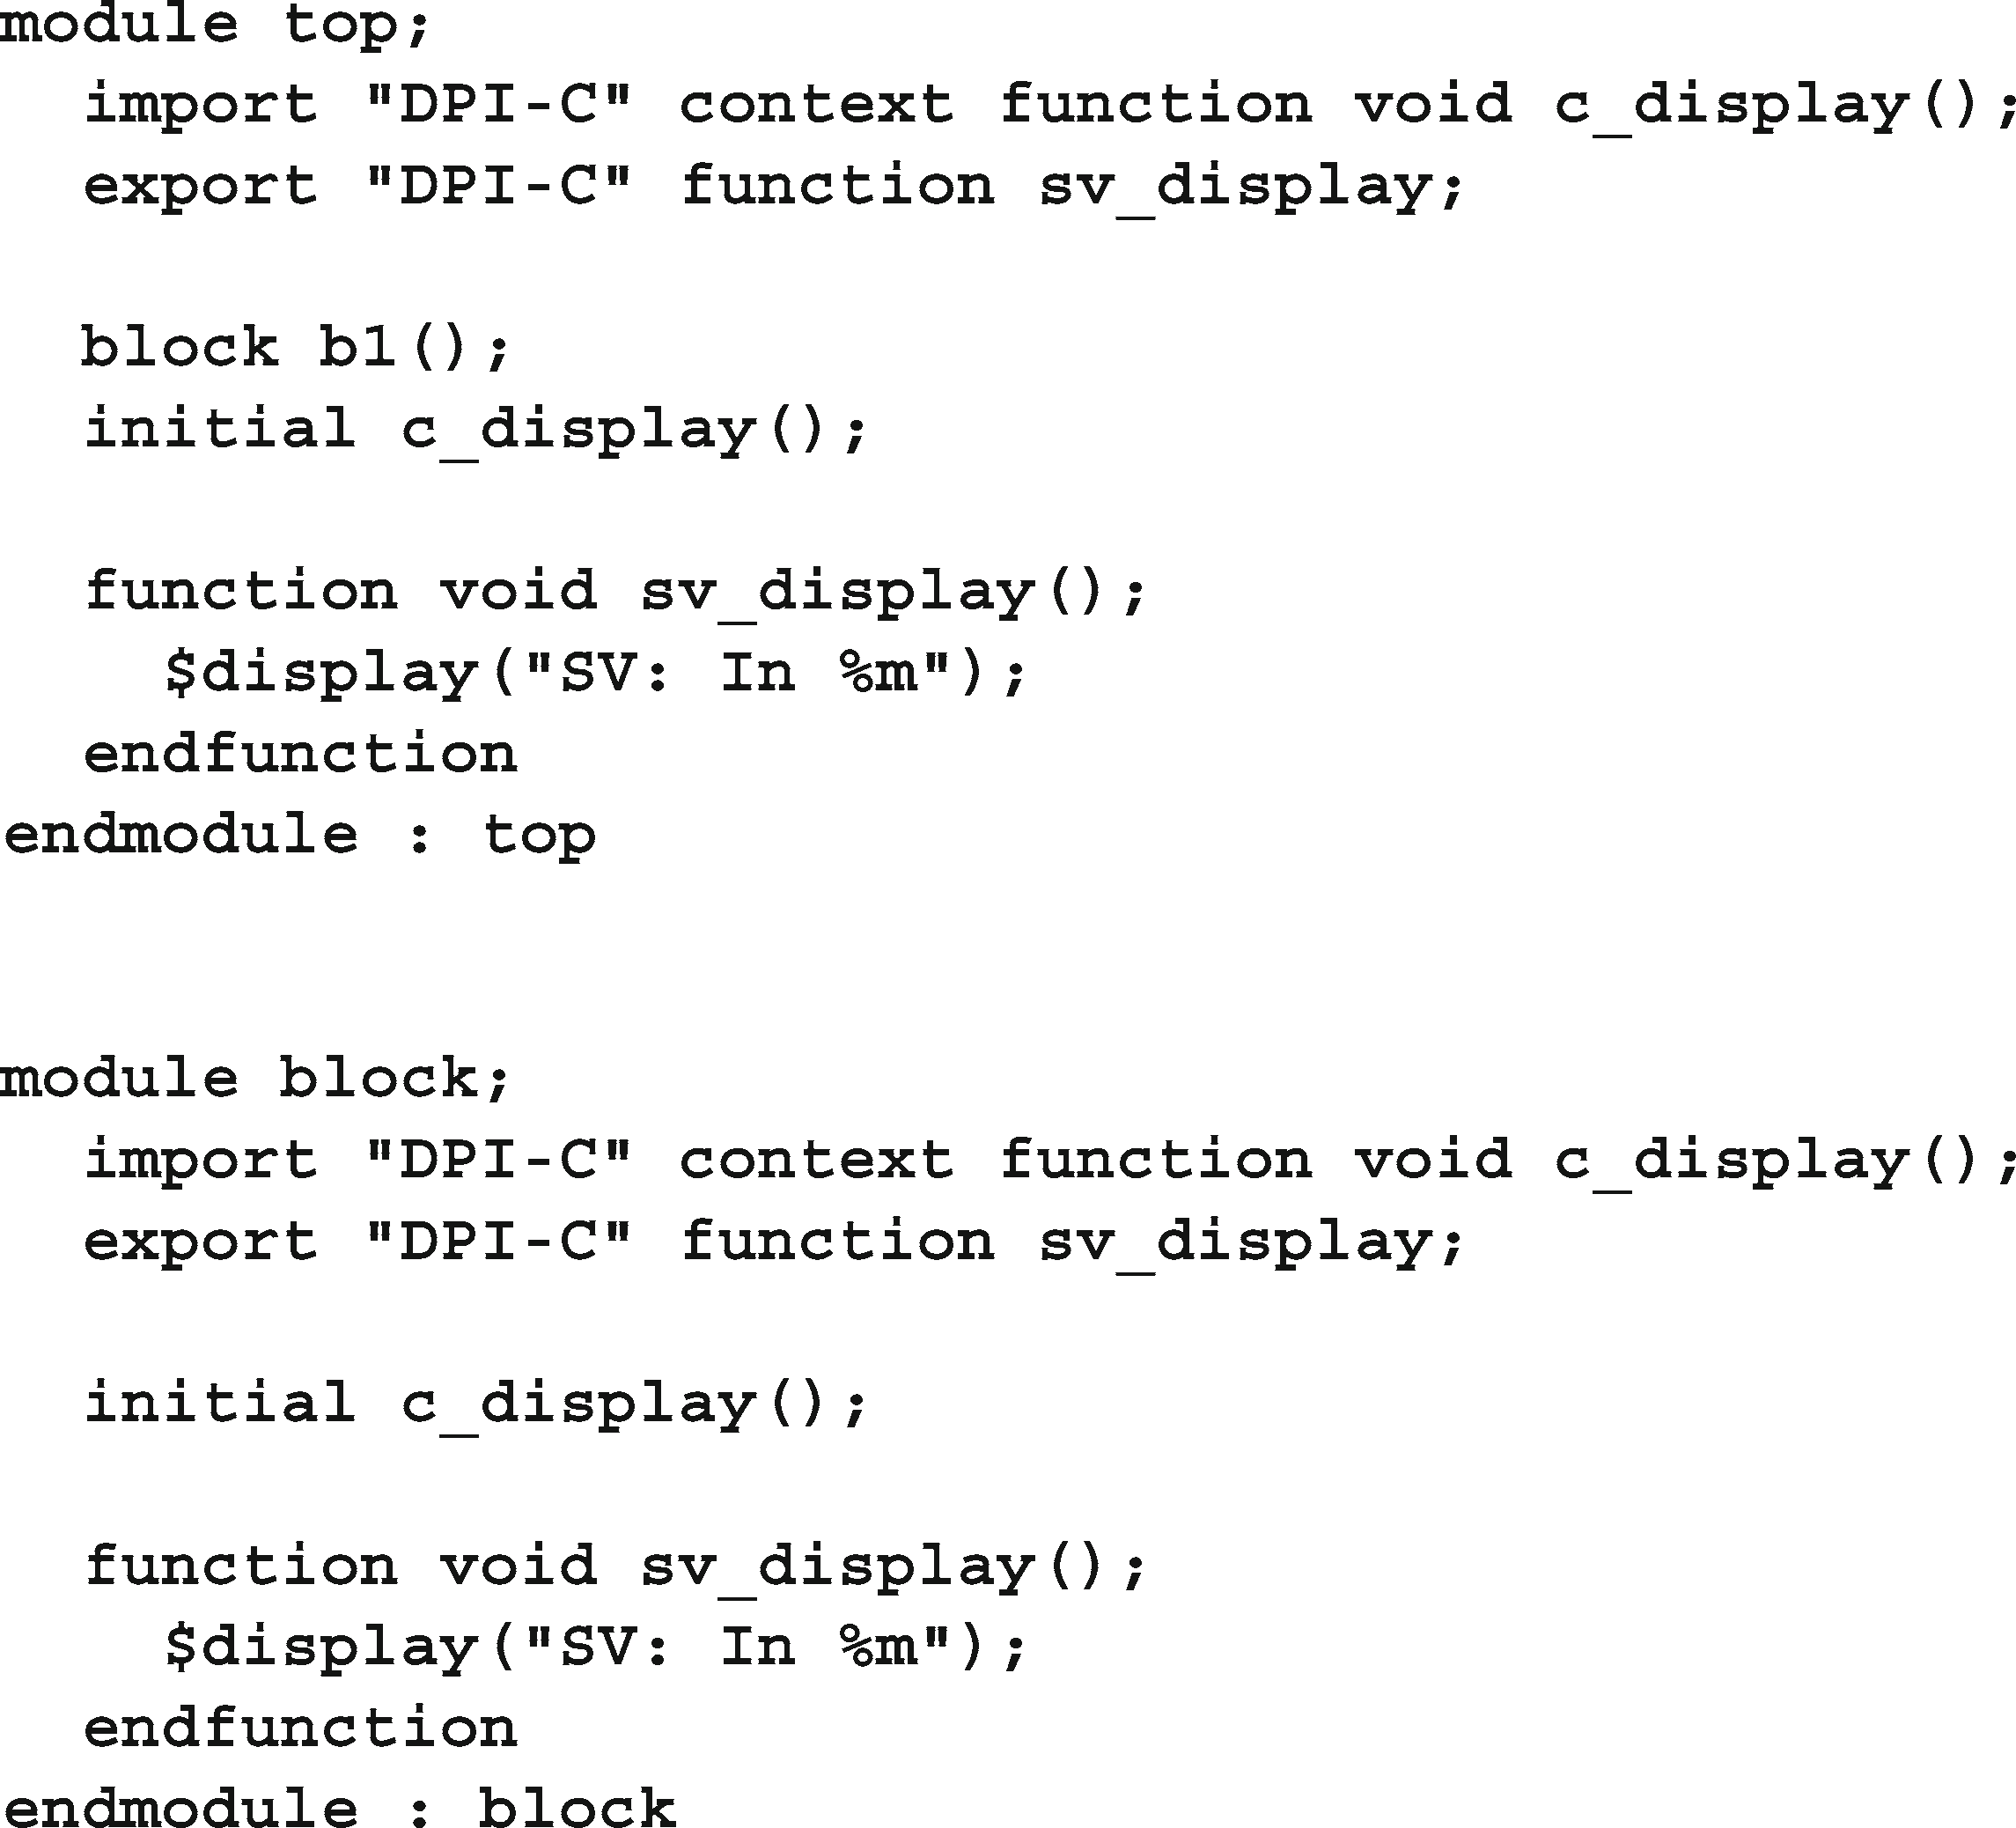 module top;
  import "DPI-C" context function void c_display();
  export "DPI-C" function sv_display;

  block b1();
  initial c_display();

  function void sv_display();
    $display("SV: In %m");
  endfunction
endmodule : top

module block;
  import "DPI-C" context function void c_display();
  export "DPI-C" function sv_display;

  initial c_display();

  function void sv_display();
    $display("SV: In %m");
  endfunction
endmodule : block